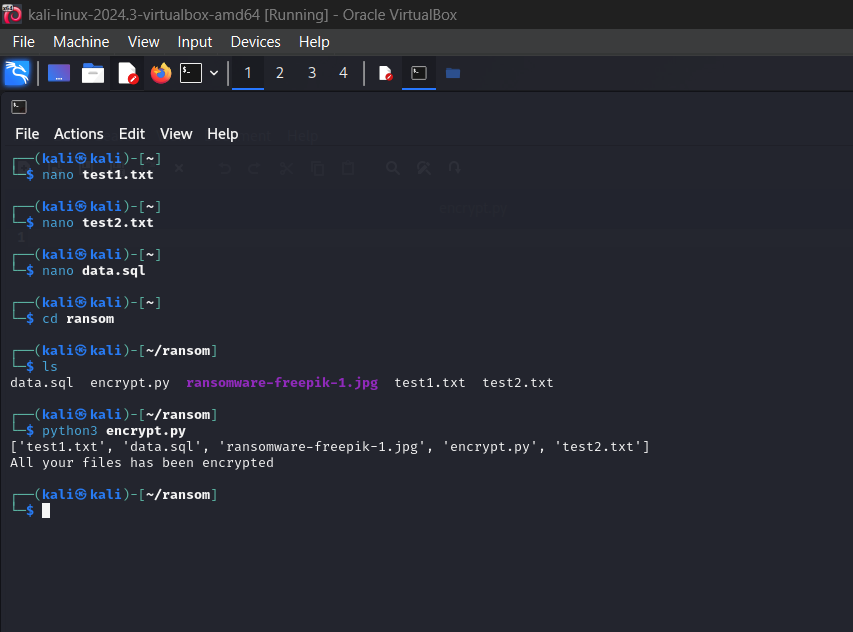 kali-linux-2024.3-virtualbox-amd64 [Running] - Oracle VirtualBox
File Machine View Input Devices Help
1 2 3 4
File Actions Edit View Help
┌──(kali㉿kali)-[~]
└─$ nano test1.txt
┌──(kali㉿kali)-[~]
└─$ nano test2.txt
┌──(kali㉿kali)-[~]
└─$ nano data.sql
┌──(kali㉿kali)-[~]
└─$ cd ransom
┌──(kali㉿kali)-[~/ransom]
└─$ ls
data.sql encrypt.py ransomware-freepik-1.jpg test1.txt test2.txt
┌──(kali㉿kali)-[~/ransom]
└─$ python3 encrypt.py
['test1.txt', 'data.sql', 'ransomware-freepik-1.jpg', 'encrypt.py', 'test2.txt']
All your files has been encrypted
┌──(kali㉿kali)-[~/ransom]
└─$